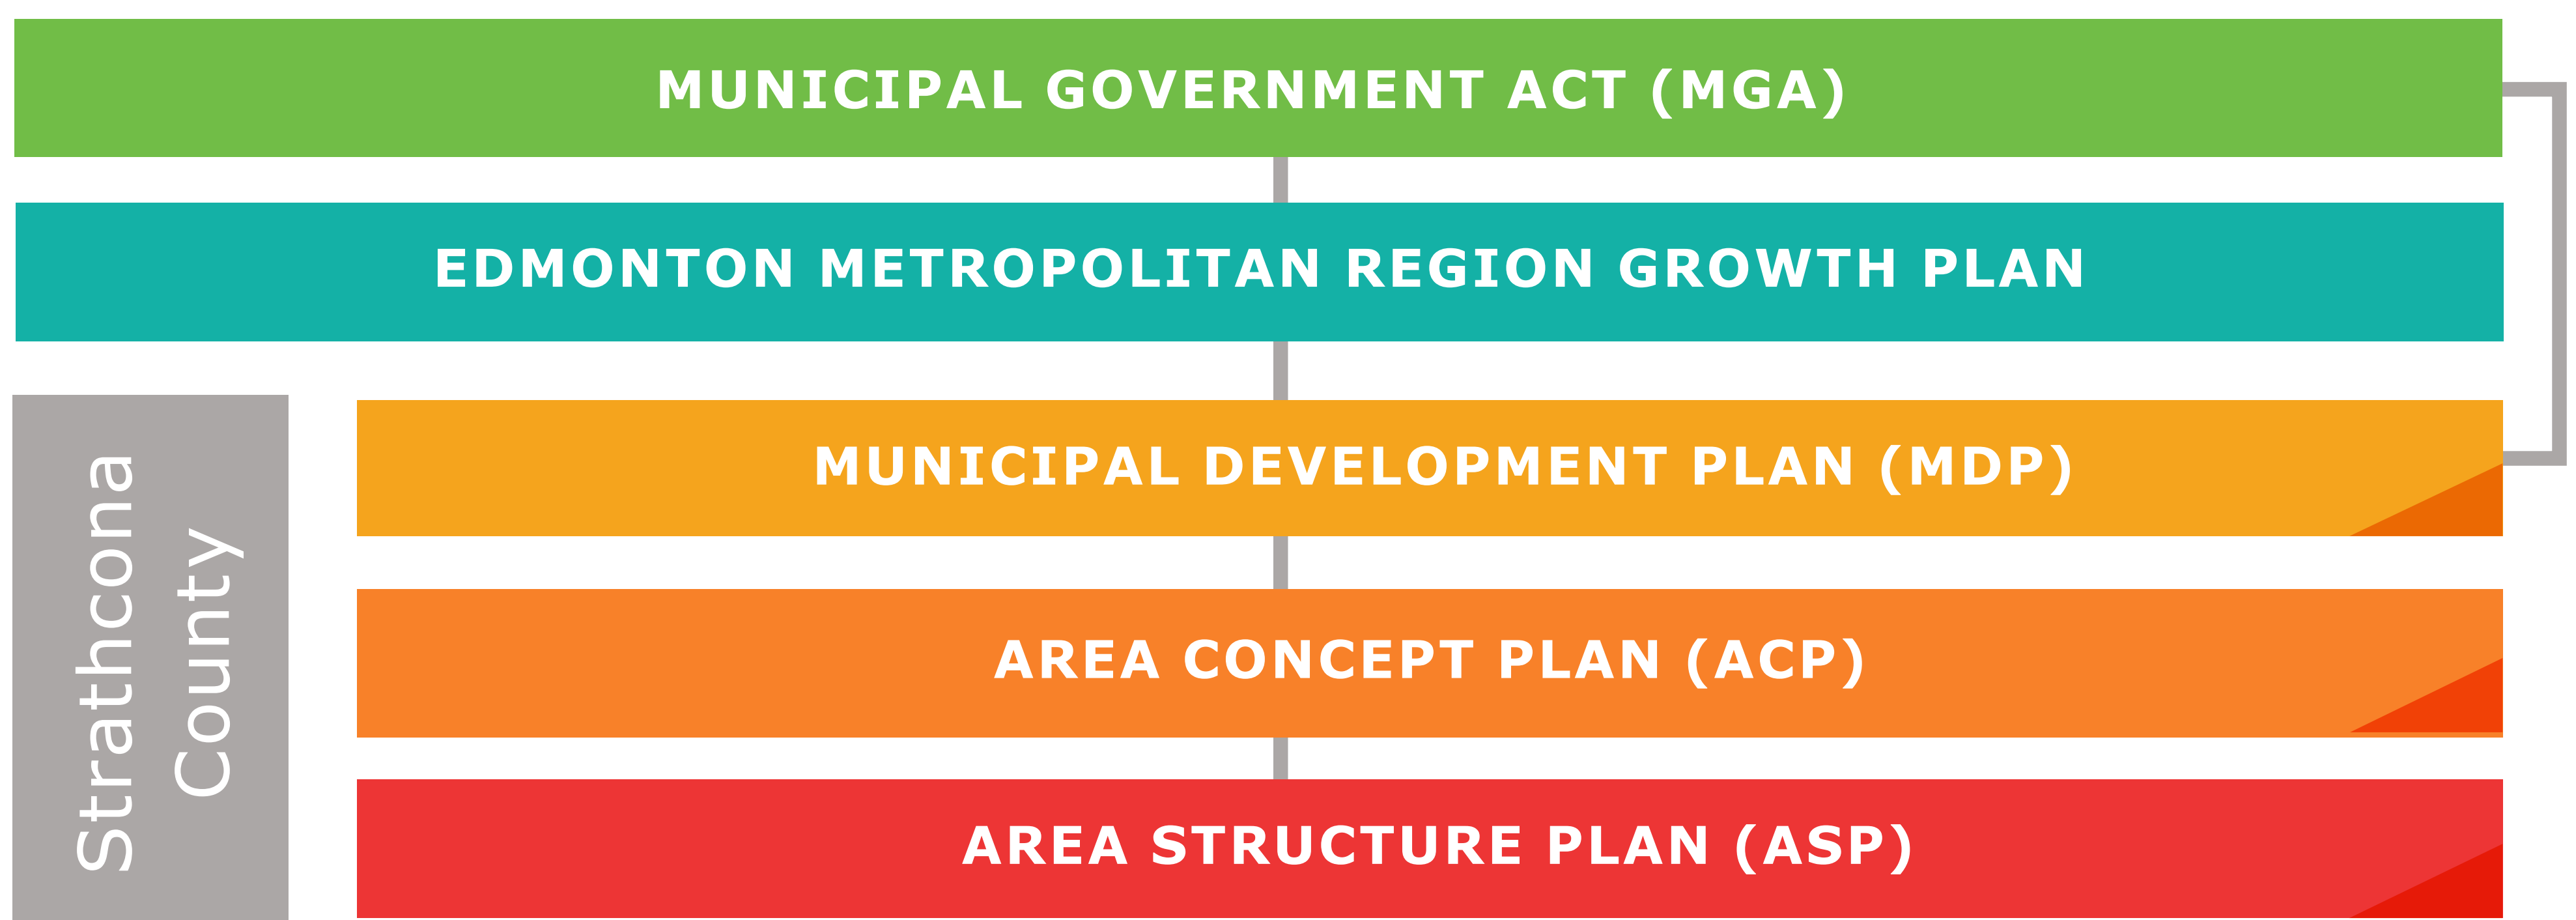 MUNICIPAL GOVERNMENT ACT (MGA)
EDMONTON METROPOLITAN REGION GROWTH PLAN
Strathcona
County
MUNICIPAL DEVELOPMENT PLAN (MDP)
AREA CONCEPT PLAN (ACP)
AREA STRUCTURE PLAN (ASP)